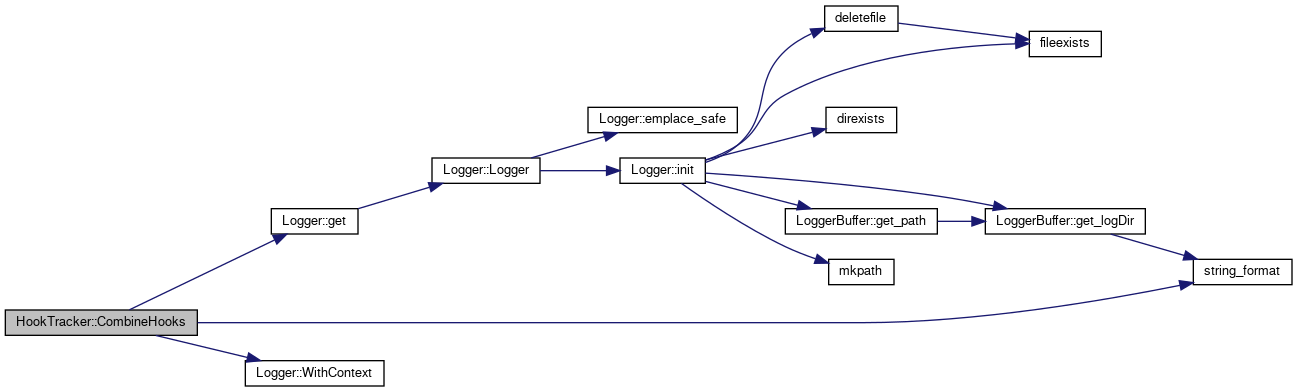 deletefile
fileexists
Logger::emplace_safe
direxists
Logger::Logger
Logger::init
Logger::get
LoggerBuffer::get_path
LoggerBuffer::get_logDir
mkpath
string_format
HookTracker::CombineHooks
Logger::WithContext